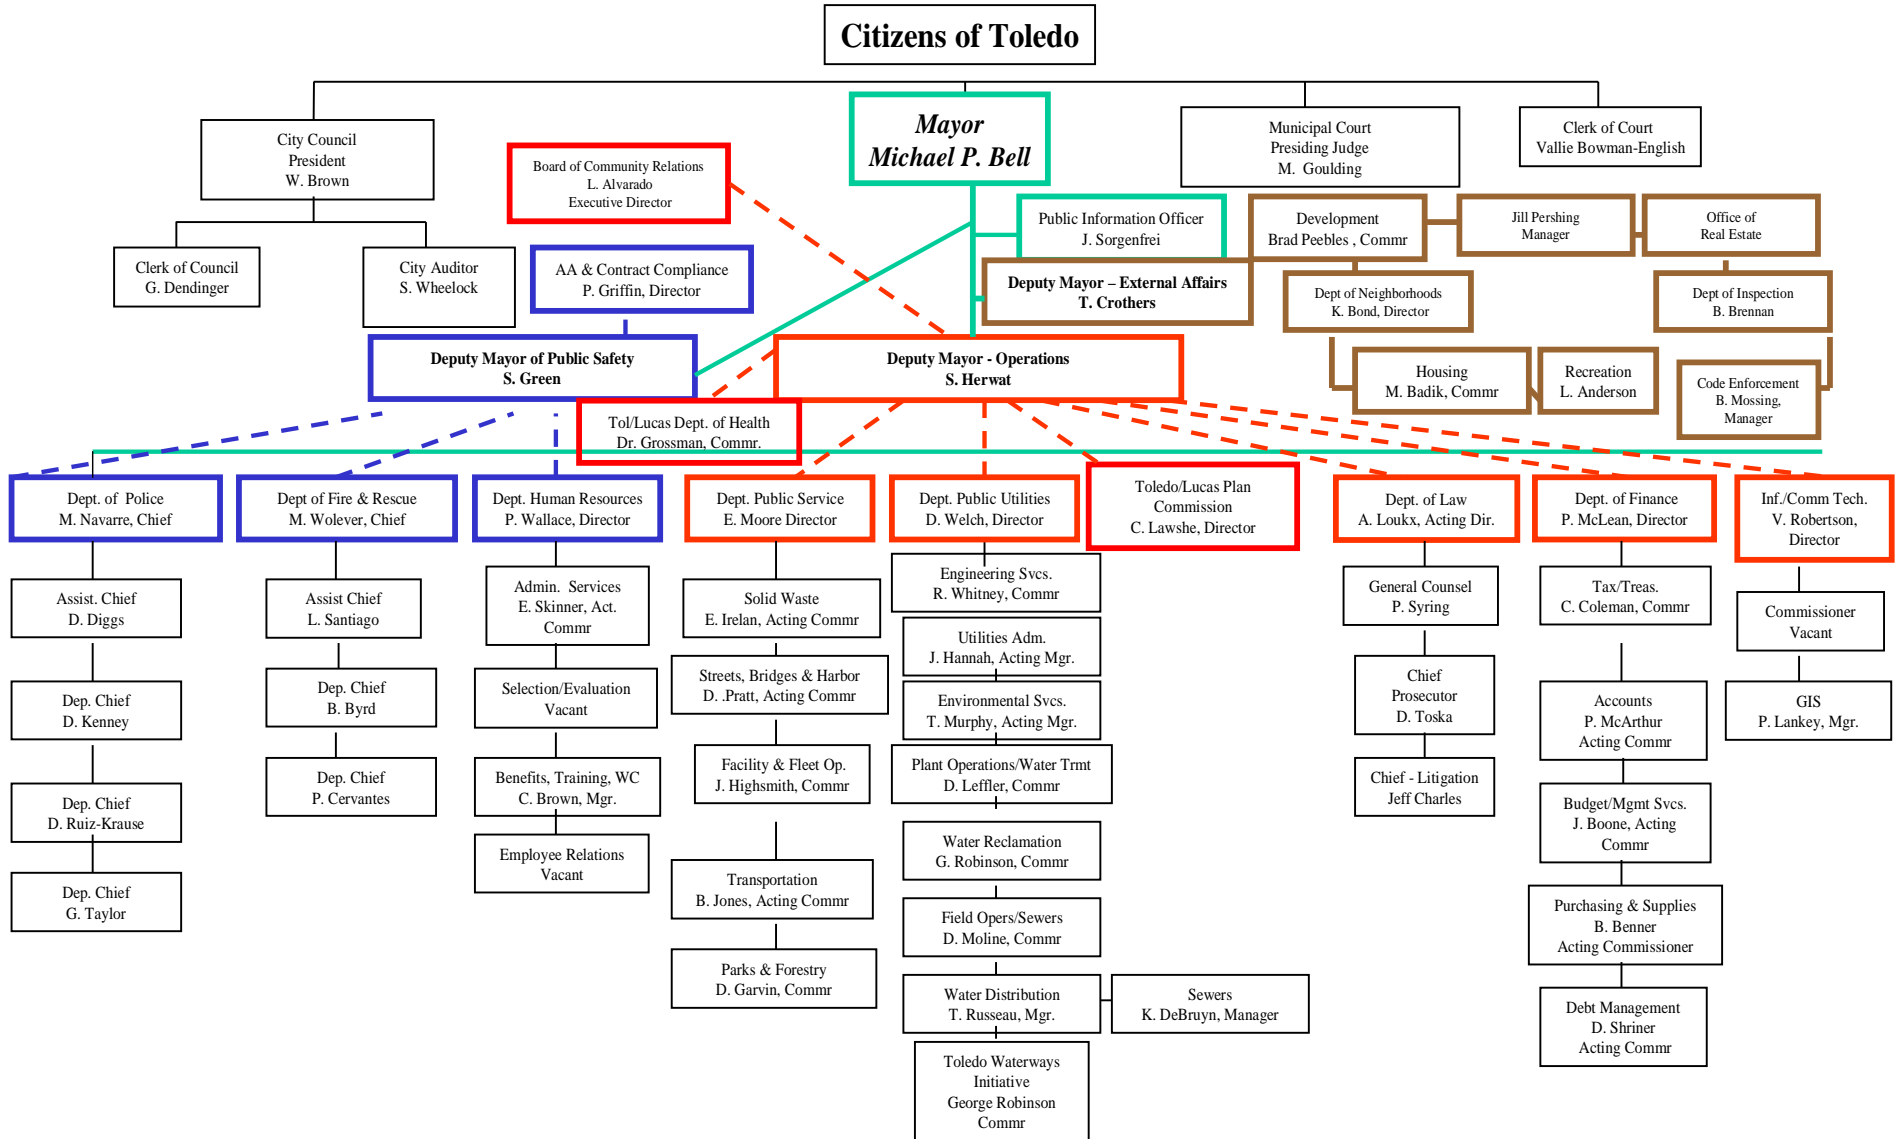 Citizens of Toledo
City Council
President
W. Brown
Mayor
Michael P. Bell
Municipal Court
Presiding Judge
M. Goulding
Clerk of Court
Vallie Bowman-English
Board of Community Relations
L. Alvarado
Executive Director
Clerk of Council
G. Dendinger
City Auditor
S. Wheelock
AA & Contract Compliance
P. Griffin, Director
Public Information Officer
J. Sorgenfrei
Deputy Mayor – External Affairs
T. Crothers
Development
Brad Peebles , Commr
Jill Pershing
Manager
Office of
Real Estate
Dept of Neighborhoods
K. Bond, Director
Dept of Inspection
B. Brennan
Deputy Mayor of Public Safety
S. Green
Deputy Mayor - Operations
S. Herwat
Housing
M. Badik, Commr
Recreation
L. Anderson
Code Enforcement
B. Mossing,
Manager
Tol/Lucas Dept. of Health
Dr. Grossman, Commr.
Dept. of  Police
M. Navarre, Chief
Dept of Fire & Rescue
M. Wolever, Chief
Dept. Human Resources
P. Wallace, Director
Dept. Public Service
E. Moore Director
Dept. Public Utilities
D. Welch, Director
Toledo/Lucas Plan
Commission
C. Lawshe, Director
Dept. of Law
A. Loukx, Acting Dir.
Dept. of Finance
P. McLean, Director
Inf./Comm Tech.
V. Robertson,
Director
Assist. Chief
D. Diggs
Dep. Chief
D. Kenney
Dep. Chief
D. Ruiz-Krause
Dep. Chief
G. Taylor
Assist Chief
L. Santiago
Dep. Chief
B. Byrd
Dep. Chief
P. Cervantes
Admin.  Services
E. Skinner, Act.
Commr
Selection/Evaluation
Vacant
Benefits, Training, WC
C. Brown, Mgr.
Employee Relations
Vacant
Solid Waste
E. Irelan, Acting Commr
Streets, Bridges & Harbor
D. .Pratt, Acting Commr
Facility & Fleet Op.
J. Highsmith, Commr
Transportation
B. Jones, Acting Commr
Parks & Forestry
D. Garvin, Commr
Engineering Svcs.
R. Whitney, Commr
Utilities Adm.
J. Hannah, Acting Mgr.
Environmental Svcs.
T. Murphy, Acting Mgr.
Plant Operations/Water Trmt
D. Leffler, Commr
Water Reclamation
G. Robinson, Commr
Field Opers/Sewers
D. Moline, Commr
Water Distribution
T. Russeau, Mgr.
Sewers
K. DeBruyn, Manager
Toledo Waterways
Initiative
George Robinson
Commr
General Counsel
P. Syring
Chief
Prosecutor
D. Toska
Chief - Litigation
Jeff Charles
Tax/Treas.
C. Coleman, Commr
Accounts
P. McArthur
Acting Commr
Budget/Mgmt Svcs.
J. Boone, Acting
Commr
Purchasing & Supplies
B. Benner
Acting Commissioner
Debt Management
D. Shriner
Acting Commr
Commissioner
Vacant
GIS
P. Lankey, Mgr.